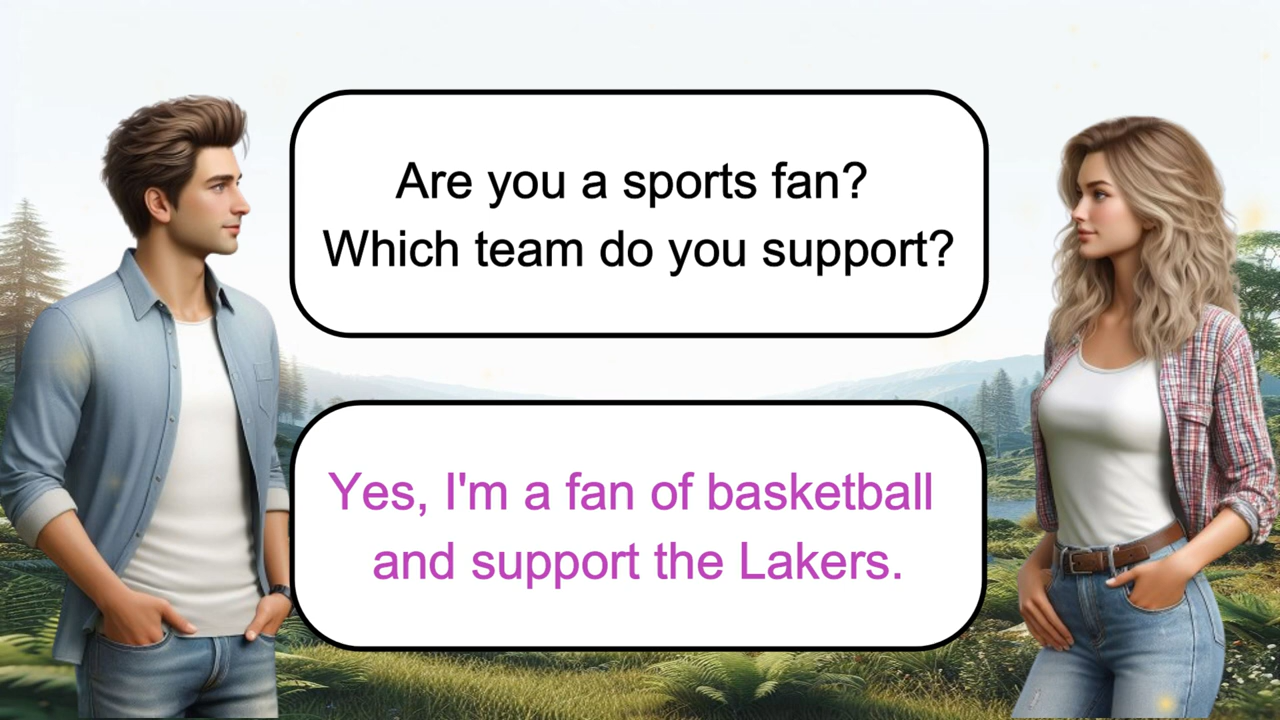 Are you a sports fan?
Which team do you support?
Yes, I'm a fan of basketball
and support the Lakers.